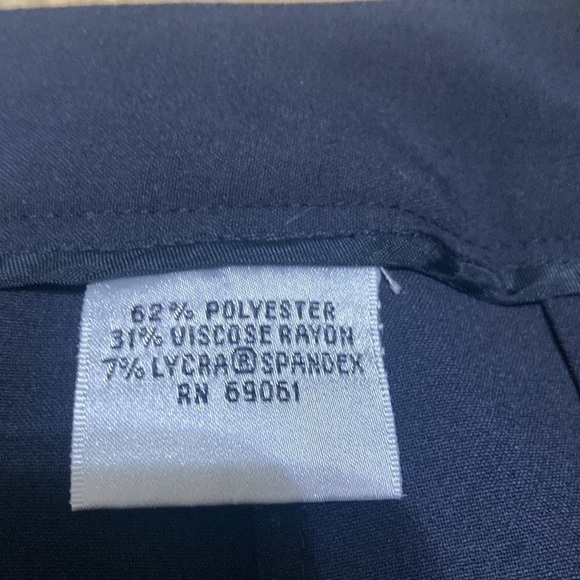 62% POLYESTER
31% VISCOSE RAYON
7% LYCRA® SPANDEX
RN 69061